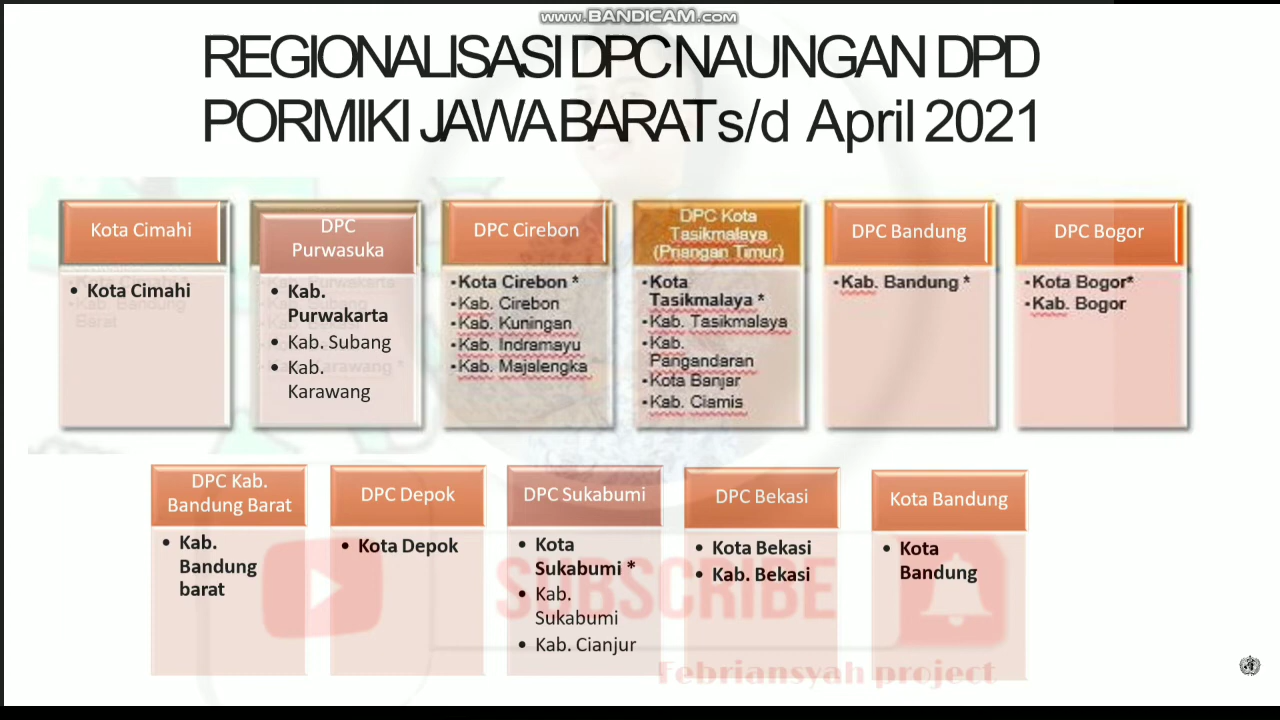 www.BANDICAM.com
REGIONALISASI DPC NAUNGAN DPD
PORMIKI JAWA BARAT s/d April 2021
Kota Cimahi
• Kota Cimahi
DPC
Purwasuka
• Kab.
Purwakarta
• Kab. Subang
• Kab.
Karawang
DPC Cirebon
▪Kota Cirebon *
▪Kab. Cirebon
▪Kab. Kuningan
▪Kab. Indramayu
▪Kab. Majalengka
DPC Kota
Tasikmalaya
(Priangan Timur)
▪Kota
Tasikmalaya *
▪Kab. Tasikmalaya
▪Kab.
Pangandaran
▪Kota Banjar
▪Kab. Ciamis
DPC Bandung
▪Kab. Bandung *
DPC Bogor
▪Kota Bogor*
▪Kab. Bogor
DPC Kab.
Bandung Barat
• Kab.
Bandung
barat
DPC Depok
• Kota Depok
DPC Sukabumi
• Kota
Sukabumi *
• Kab.
Sukabumi
• Kab. Cianjur
DPC Bekasi
• Kota Bekasi
• Kab. Bekasi
Kota Bandung
• Kota
Bandung
SUBSCRIBE
Febriansyah project